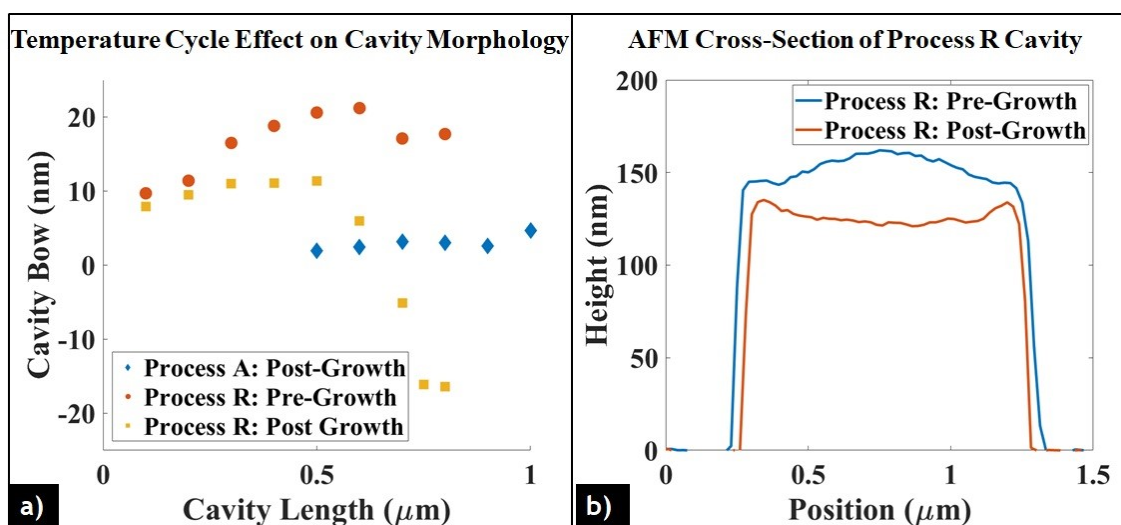 Temperature Cycle Effect on Cavity Morphology
Cavity Bow (nm)
20
10
0
-10
-20
Process A: Post-Growth
Process R: Pre-Growth
Process R: Post Growth
0
0.5
1
Cavity Length (μm)
a)
AFM Cross-Section of Process R Cavity
Height (nm)
200
150
100
50
0
Process R: Pre-Growth
Process R: Post-Growth
0
0.5
1
1.5
Position (μm)
b)